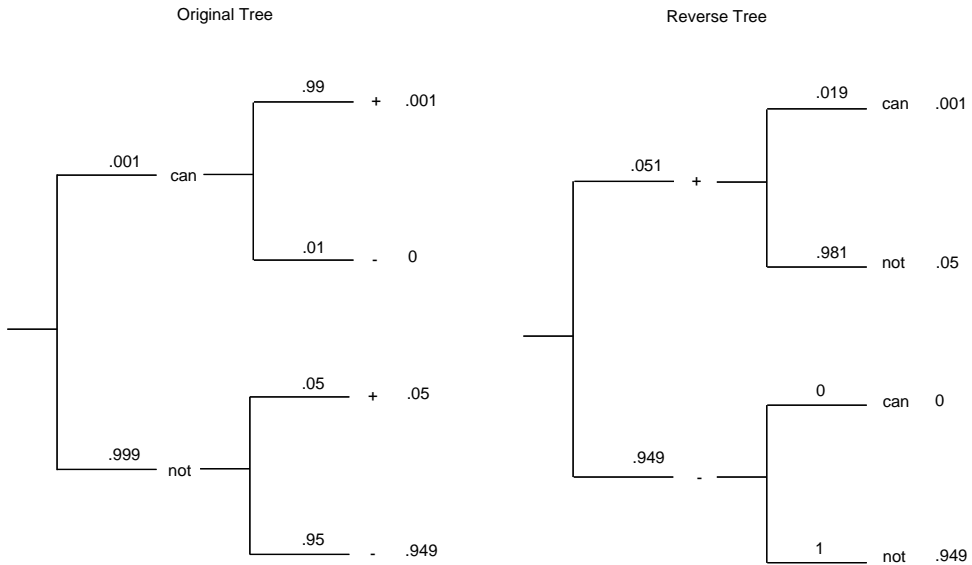 Original Tree
Reverse Tree
.99
+ .001
.019
can .001
.001
can
.051
+
.01
- 0
.981
not .05
.05
+ .05
0
can 0
.999
not
.949
-
.95
- .949
1
not .949